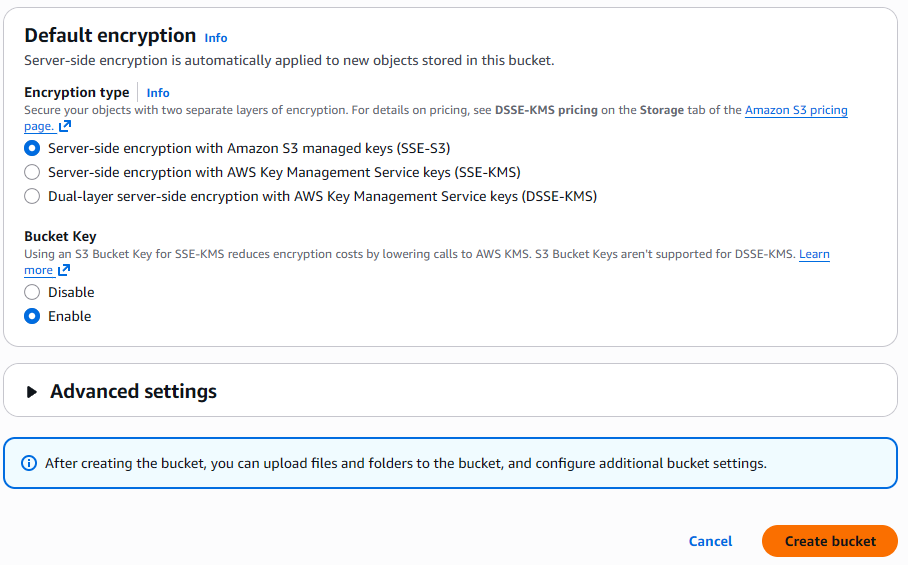 Default encryption Info
Server-side encryption is automatically applied to new objects stored in this bucket.
Encryption type Info
Secure your objects with two separate layers of encryption. For details on pricing, see DSSE-KMS pricing on the Storage tab of the Amazon S3 pricing
page.
Server-side encryption with Amazon S3 managed keys (SSE-S3)
Server-side encryption with AWS Key Management Service keys (SSE-KMS)
Dual-layer server-side encryption with AWS Key Management Service keys (DSSE-KMS)
Bucket Key
Using an S3 Bucket Key for SSE-KMS reduces encryption costs by lowering calls to AWS KMS. S3 Bucket Keys aren't supported for DSSE-KMS. Learn
more
Disable
Enable
Advanced settings
After creating the bucket, you can upload files and folders to the bucket, and configure additional bucket settings.
Cancel Create bucket